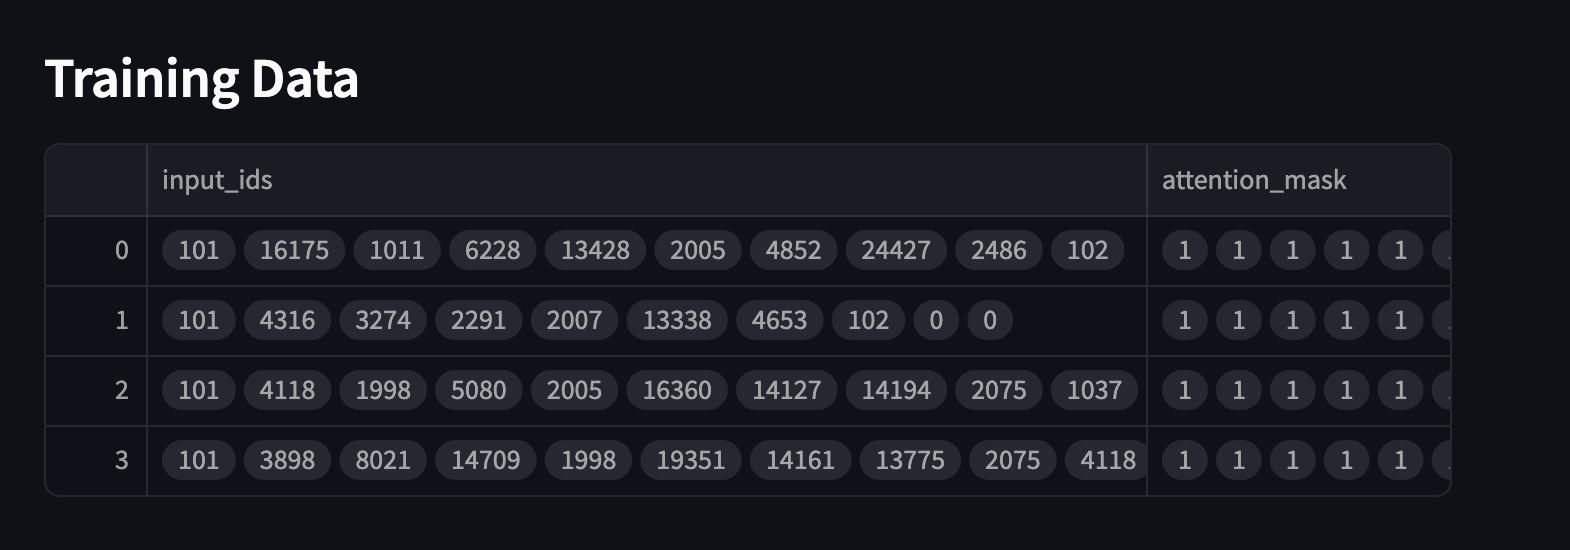 Training Data
input_ids attention_mask
0 101 16175 1011 6228 13428 2005 4852 24427 2486 102 1 1 1 1 1
1 101 4316 3274 2291 2007 13338 4653 102 0 0 1 1 1 1 1
2 101 4118 1998 5080 2005 16360 14127 14194 2075 1037 1 1 1 1 1
3 101 3898 8021 14709 1998 19351 14161 13775 2075 4118 1 1 1 1 1